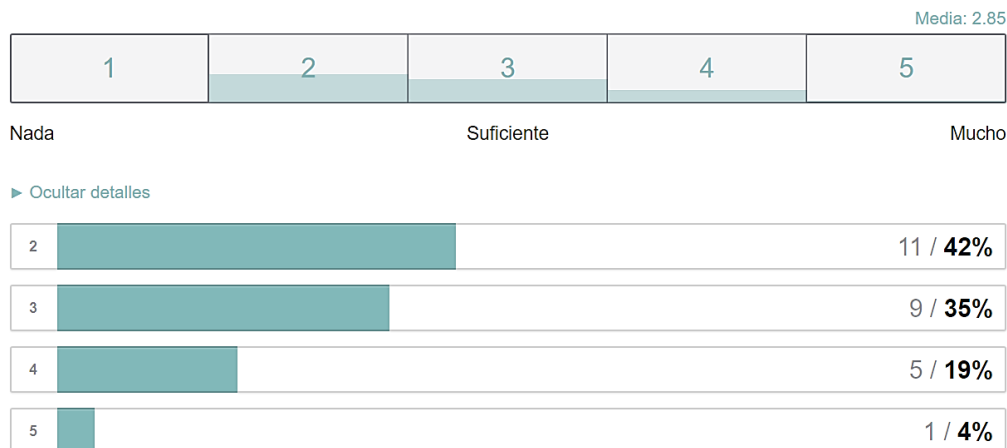 Media: 2.85
1 2 3 4 5
Nada Suficiente Mucho
► Ocultar detalles
2 11 / 42%
3 9 / 35%
4 5 / 19%
5 1 / 4%